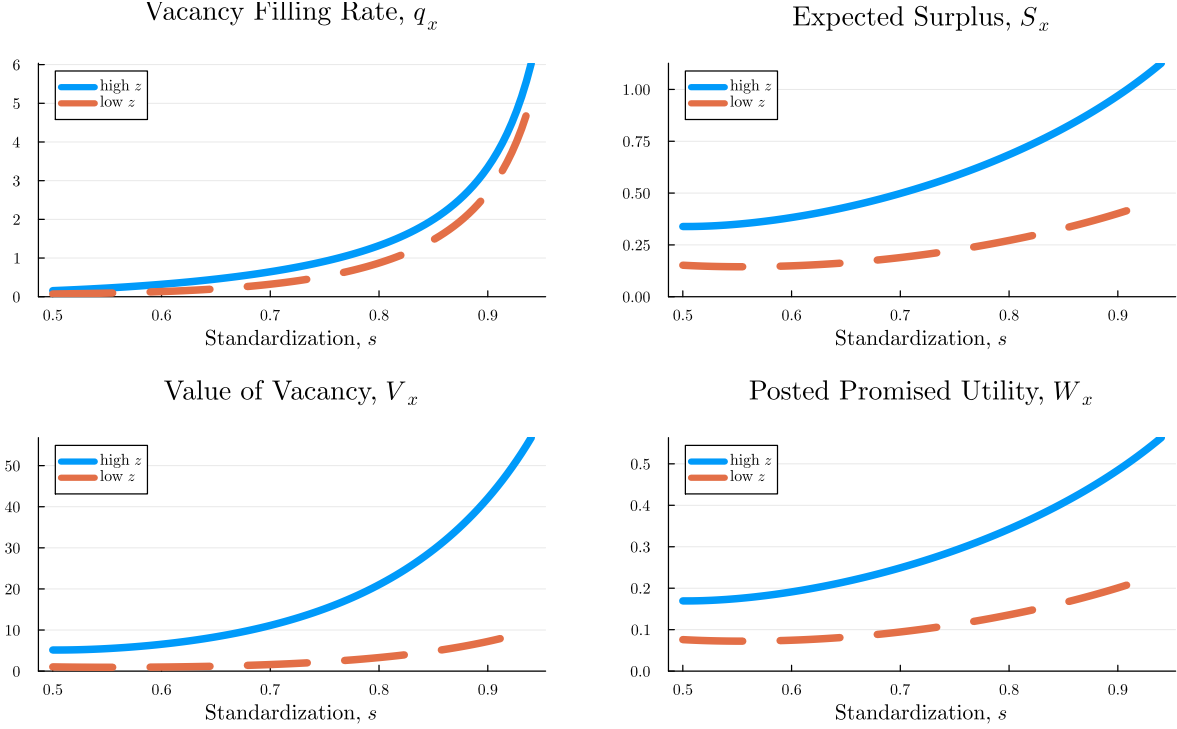 Vacancy Filling Rate, q_x
6
5
4
3
2
1
0
high z
low z
0.5 0.6 0.7 0.8 0.9
Standardization, s
Expected Surplus, S_x
1.00
0.75
0.50
0.25
0.00
high z
low z
0.5 0.6 0.7 0.8 0.9
Standardization, s
Value of Vacancy, V_x
50
40
30
20
10
0
high z
low z
0.5 0.6 0.7 0.8 0.9
Standardization, s
Posted Promised Utility, W_x
0.5
0.4
0.3
0.2
0.1
0.0
high z
low z
0.5 0.6 0.7 0.8 0.9
Standardization, s